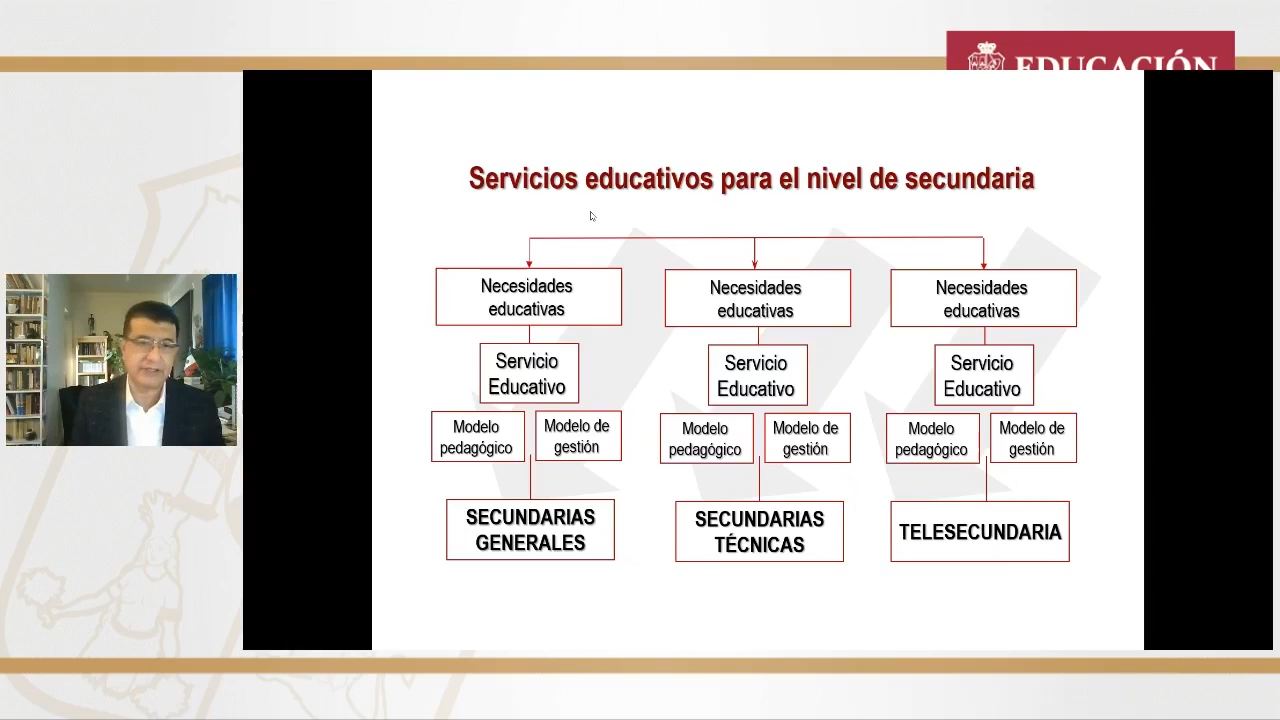 EDUCACIÓN
Servicios educativos para el nivel de secundaria
Necesidades
educativas
Servicio
Educativo
Modelo
pedagógico
Modelo de
gestión
SECUNDARIAS
GENERALES
Necesidades
educativas
Servicio
Educativo
Modelo
pedagógico
Modelo de
gestión
SECUNDARIAS
TÉCNICAS
Necesidades
educativas
Servicio
Educativo
Modelo
pedagógico
Modelo de
gestión
TELESECUNDARIA